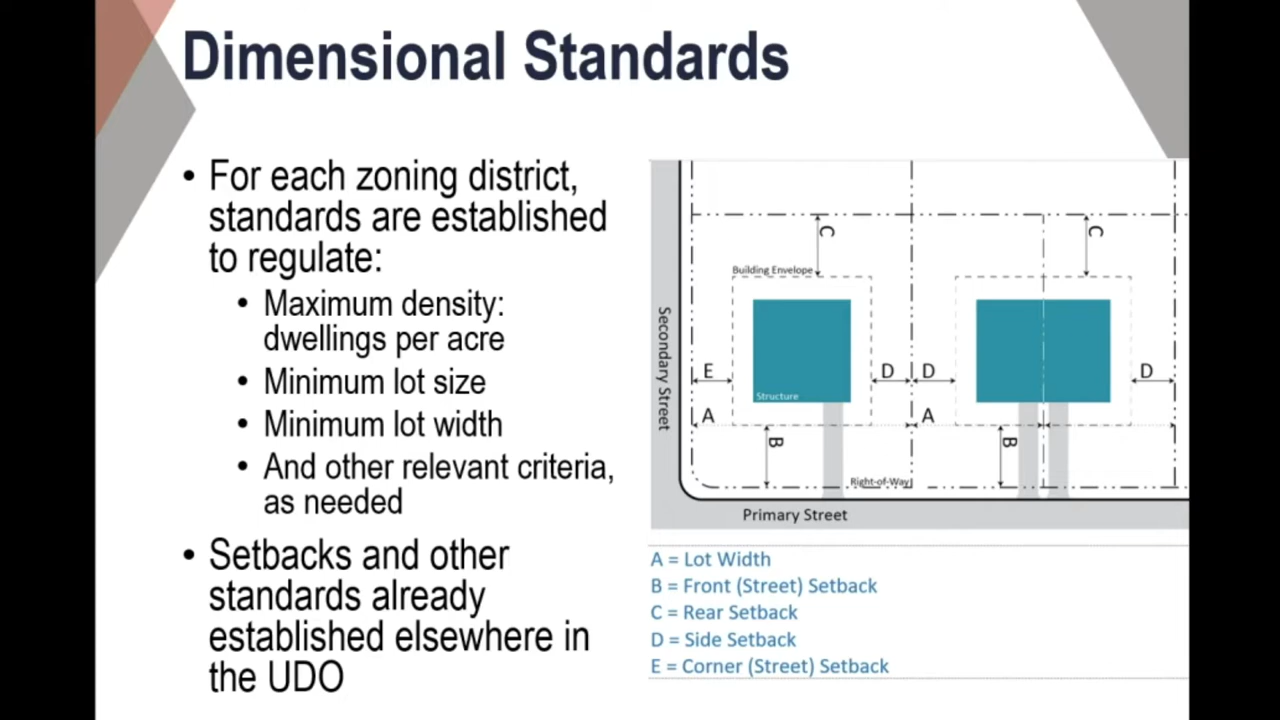 Dimensional Standards
• For each zoning district,
standards are established
to regulate:
• Maximum density:
dwellings per acre
• Minimum lot size
• Minimum lot width
• And other relevant criteria,
as needed
• Setbacks and other
standards already
established elsewhere in
the UDO
C
C
Building Envelope
Secondary Street
E
D
D
D
Structure
A
A
B
B
Right-of-Way
Primary Street
A = Lot Width
B = Front (Street) Setback
C = Rear Setback
D = Side Setback
E = Corner (Street) Setback